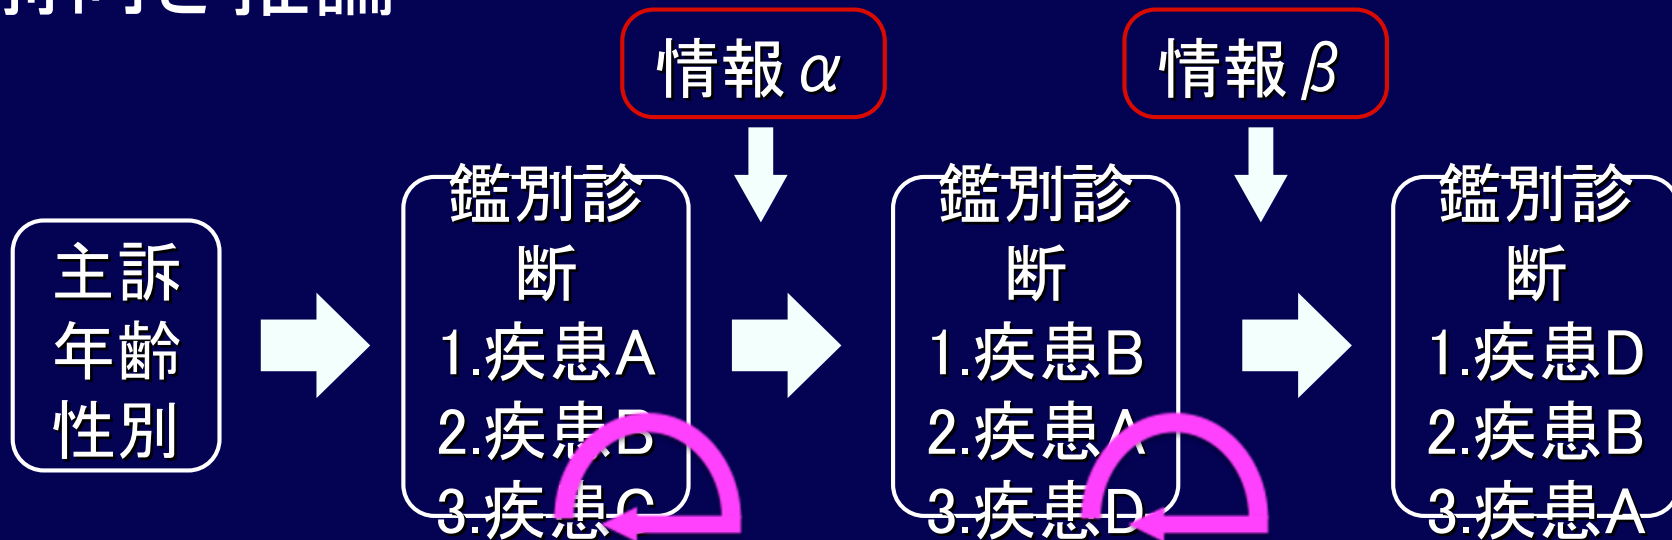 情報α
情報β
主訴
年齢
性別
鑑別診
断
1.疾患A
2.疾患B
3.疾患C
鑑別診
断
1.疾患B
2.疾患A
3.疾患D
鑑別診
断
1.疾患D
2.疾患B
3.疾患A